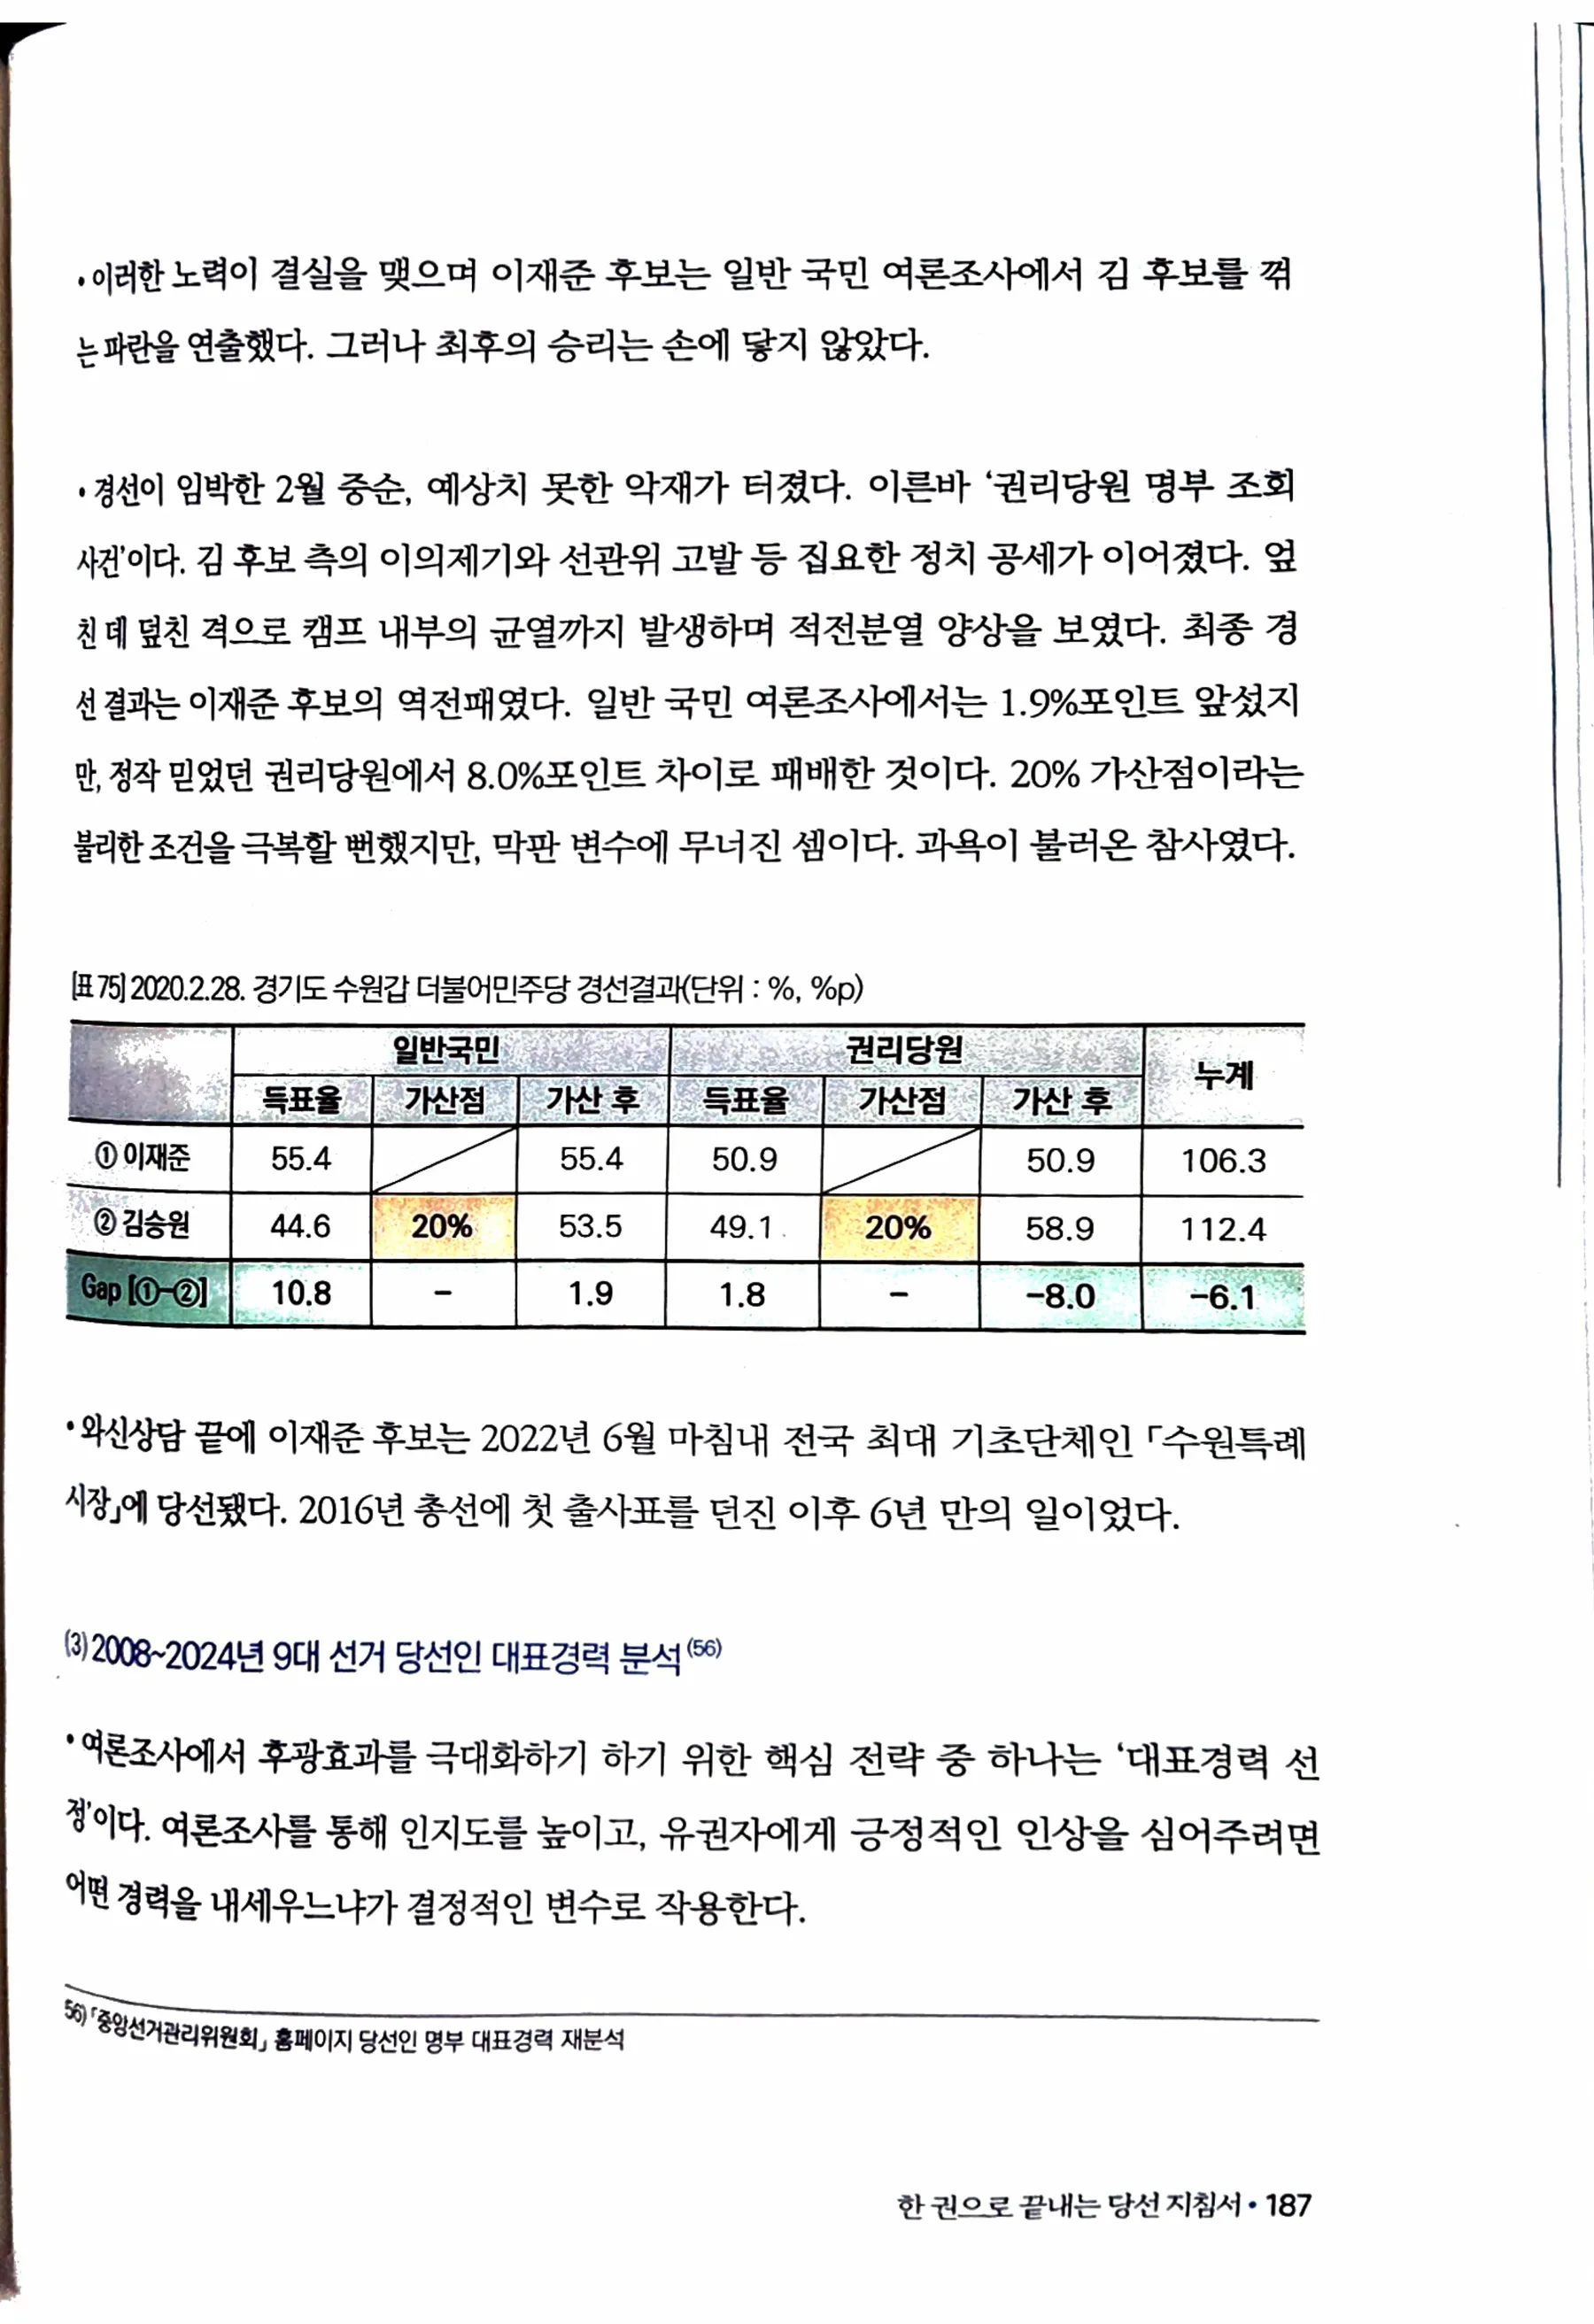 • 이러한 노력이 결실을 맺으며 이재준 후보는 일반 국민 여론조사에서 김 후보를 꺾
는 파란을 연출했다. 그러나 최후의 승리는 손에 닿지 않았다.
• 경선이 임박한 2월 중순, 예상치 못한 악재가 터졌다. 이른바 ‘권리당원 명부 조회
사건’이다. 김 후보 측의 이의제기와 선관위 고발 등 집요한 정치 공세가 이어졌다. 엎
친 데 덮친 격으로 캠프 내부의 균열까지 발생하며 적전분열 양상을 보였다. 최종 경
선 결과는 이재준 후보의 역전패였다. 일반 국민 여론조사에서는 1.9%포인트 앞섰지
만, 정작 믿었던 권리당원에서 8.0%포인트 차이로 패배한 것이다. 20% 가산점이라는
불리한 조건을 극복할 뻔했지만, 막판 변수에 무너진 셈이다. 과욕이 불러온 참사였다.
[표 75] 2020.2.28. 경기도 수원갑 더불어민주당 경선결과(단위 : %, %p)
일반국민 권리당원 누계
득표율 가산점 가산 후 득표율 가산점 가산 후
① 이재준 55.4 55.4 50.9 50.9 106.3
② 김승원 44.6 20% 53.5 49.1 20% 58.9 112.4
Gap [①-②] 10.8 - 1.9 1.8 - -8.0 -6.1
• 와신상담 끝에 이재준 후보는 2022년 6월 마침내 전국 최대 기초단체인 「수원특례
시장」에 당선됐다. 2016년 총선에 첫 출사표를 던진 이후 6년 만의 일이었다.
(3) 2008~2024년 9대 선거 당선인 대표경력 분석(56)
• 여론조사에서 후광효과를 극대화하기 하기 위한 핵심 전략 중 하나는 ‘대표경력 선
정’이다. 여론조사를 통해 인지도를 높이고, 유권자에게 긍정적인 인상을 심어주려면
어떤 경력을 내세우느냐가 결정적인 변수로 작용한다.
56) 「중앙선거관리위원회」 홈페이지 당선인 명부 대표경력 재분석
한 권으로 끝내는 당선 지침서 • 187